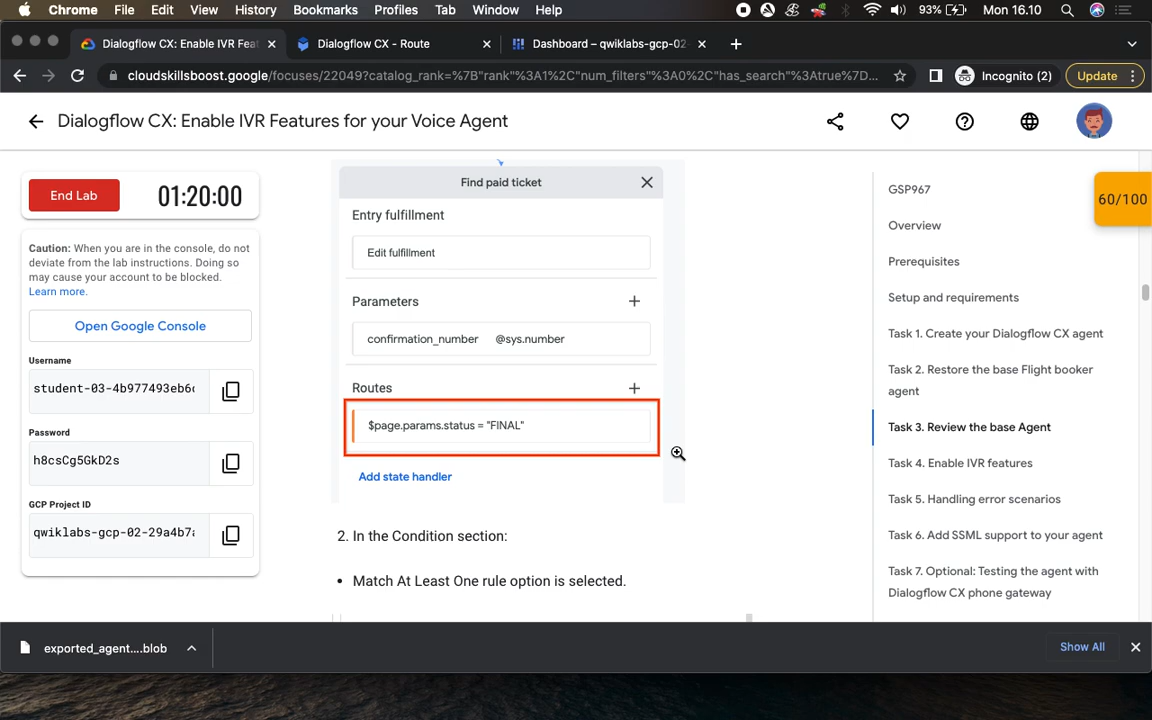 Chrome File Edit View History Bookmarks Profiles Tab Window Help 93% Mon 16.10
Dialogflow CX: Enable IVR Feat
Dialogflow CX - Route
Dashboard – qwiklabs-gcp-02-
cloudskillsboost.google/focuses/22049?catalog_rank=%7B"rank"%3A1%2C"num_filters"%3A0%2C"has_search"%3Atrue%7D...
Incognito (2)
Update
Dialogflow CX: Enable IVR Features for your Voice Agent
End Lab
01:20:00
Caution: When you are in the console, do not
deviate from the lab instructions. Doing so
may cause your account to be blocked.
Learn more.
Open Google Console
Username
student-03-4b977493eb6
Password
h8csCg5GkD2s
GCP Project ID
qwiklabs-gcp-02-29a4b7
Find paid ticket
Entry fulfillment
Edit fulfillment
Parameters
confirmation_number @sys.number
Routes
$page.params.status = "FINAL"
Add state handler
2. In the Condition section:
• Match At Least One rule option is selected.
GSP967
Overview
Prerequisites
Setup and requirements
Task 1. Create your Dialogflow CX agent
Task 2. Restore the base Flight booker
agent
Task 3. Review the base Agent
Task 4. Enable IVR features
Task 5. Handling error scenarios
Task 6. Add SSML support to your agent
Task 7. Optional: Testing the agent with
Dialogflow CX phone gateway
60/100
exported_agent....blob
Show All